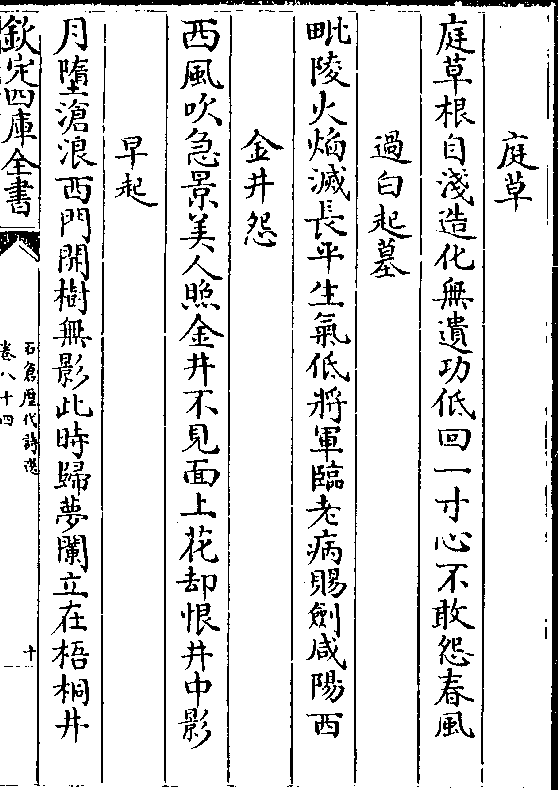 庭草
庭草根自淺造化無遺功低回一寸心不敢怨春風
過白起墓
毗陵火焰滅長平生氣低將軍臨老病賜劍咸陽西
金井怨
西風吹急景美人照金井不見面上花却恨井中影
早起
月墮滄浪西門開樹無影此時歸夢闌立在梧桐井
欽定四庫全書
石倉歷代詩選
卷八十四
十